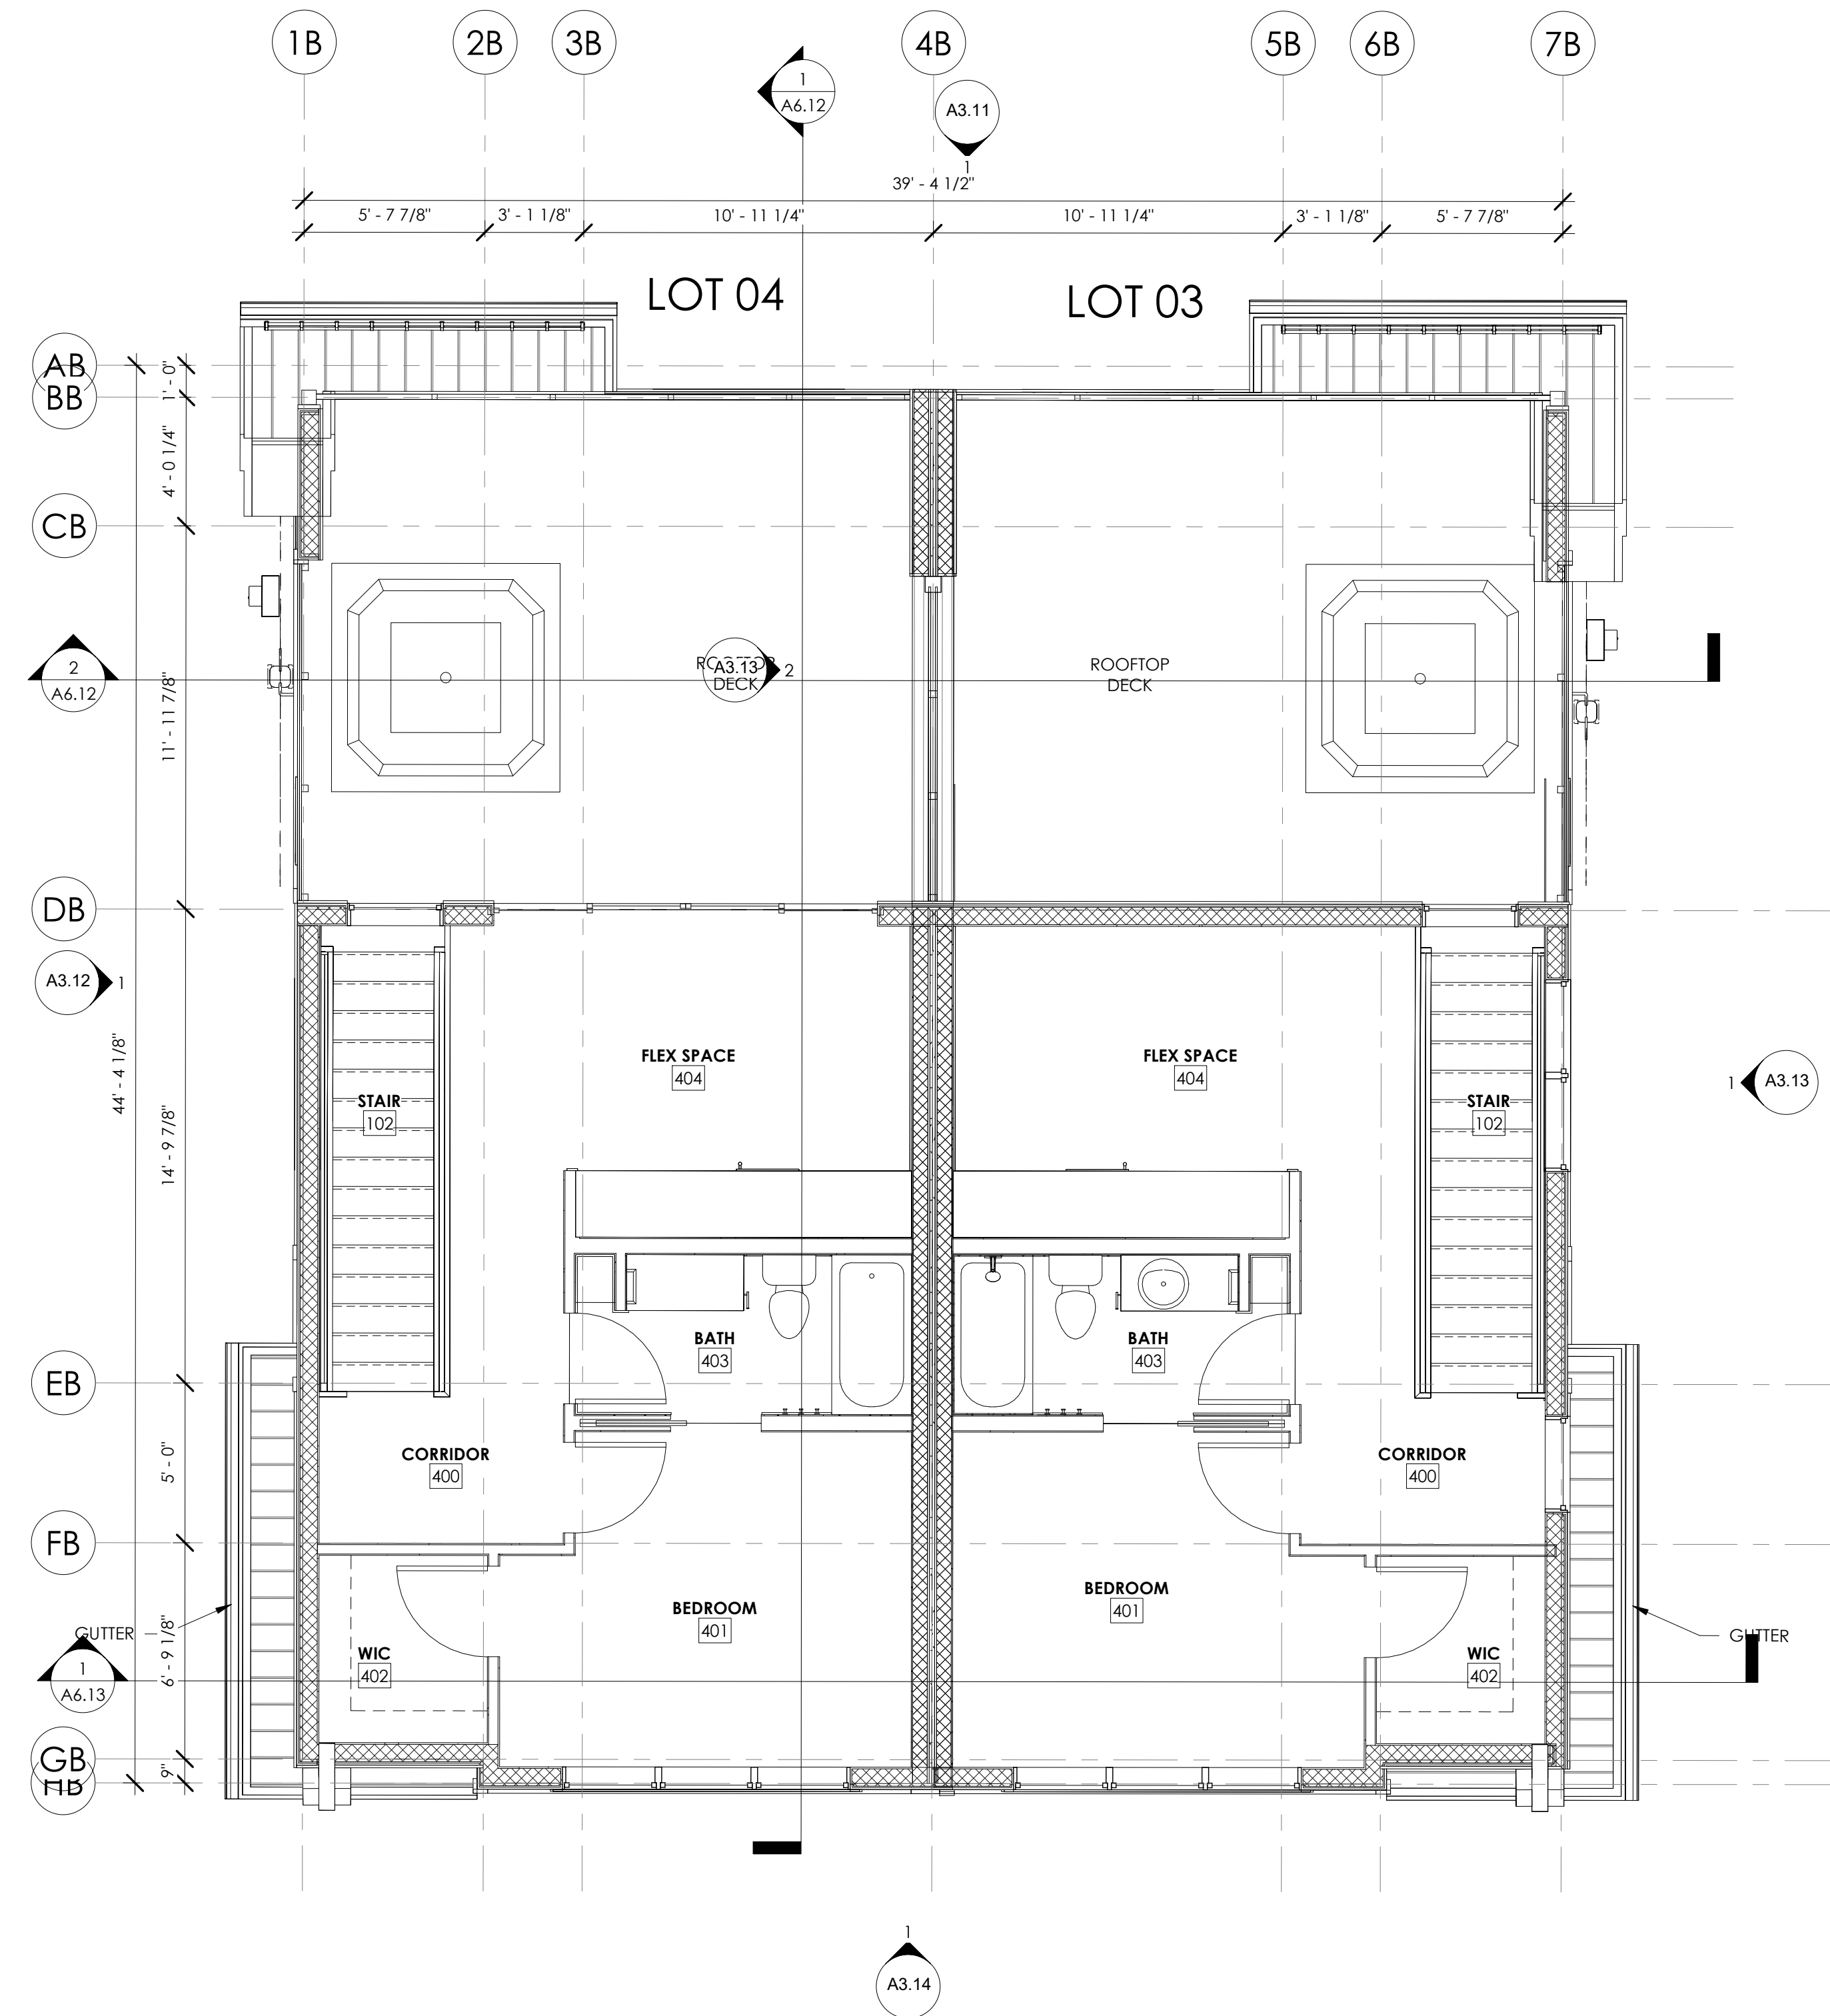 1B
2B
3B
4B
5B
6B
7B
1
A6.12
A3.11
1
39' - 4 1/2"
5' - 7 7/8"
3' - 1 1/8"
10' - 11 1/4"
10' - 11 1/4"
3' - 1 1/8"
5' - 7 7/8"
LOT 04
LOT 03
AB
1' - 0"
BB
4' - 0 1/4"
CB
2
A6.12
11' - 11 7/8"
ROOFTOP
DECK
A3.13
2
ROOFTOP
DECK
DB
A3.12
1
44' - 4 1/8"
14' - 9 7/8"
FLEX SPACE
404
FLEX SPACE
404
STAIR
102
STAIR
102
1
A3.13
BATH
403
BATH
403
EB
CORRIDOR
400
CORRIDOR
400
5' - 0"
FB
BEDROOM
401
BEDROOM
401
GUTTER
GUTTER
6' - 9 1/8"
WIC
402
WIC
402
1
A6.13
GB
9"
HB
1
A3.14